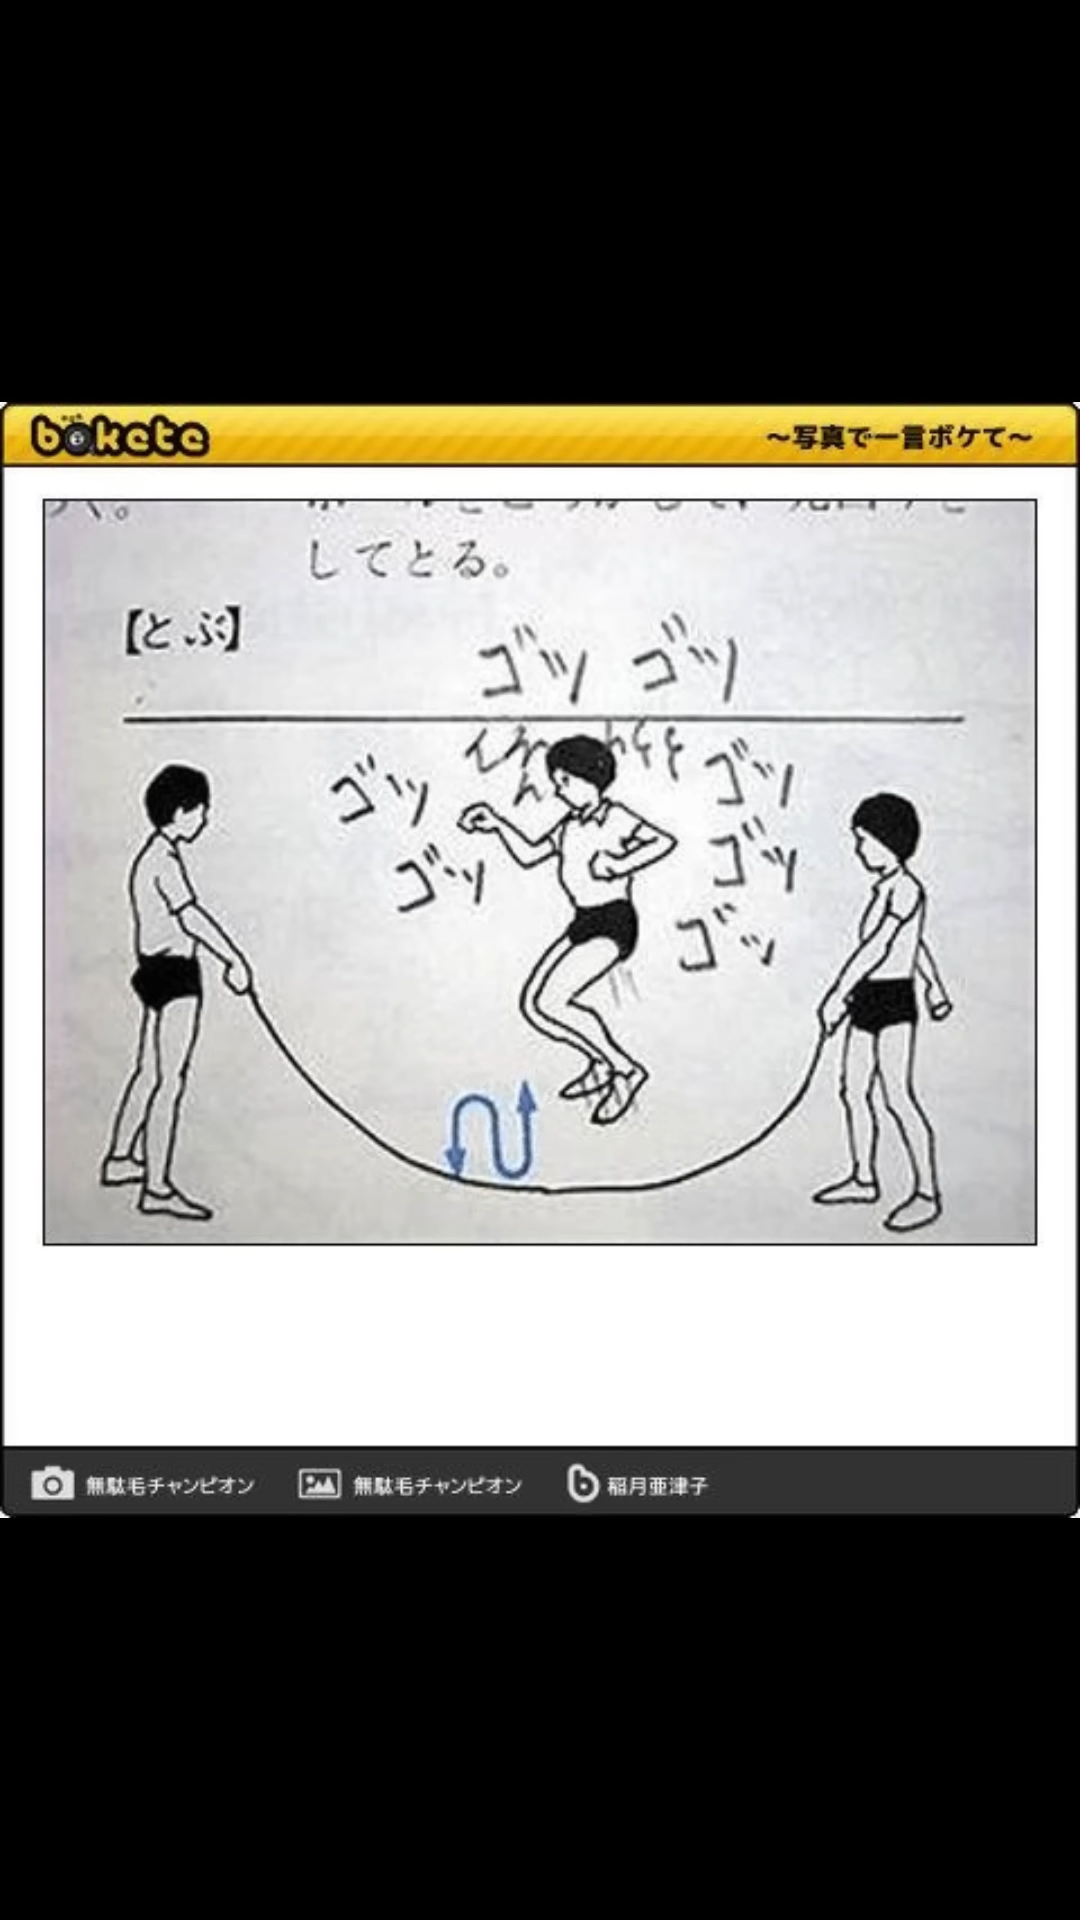 bokete
～写真で一言ボケて～
してとる。
【とぶ】
ゴッ ゴッ
ゴッ
ゴッ
ゴッ
ゴッ
ゴッ
無駄毛チャンピオン
無駄毛チャンピオン
稲月亜津子